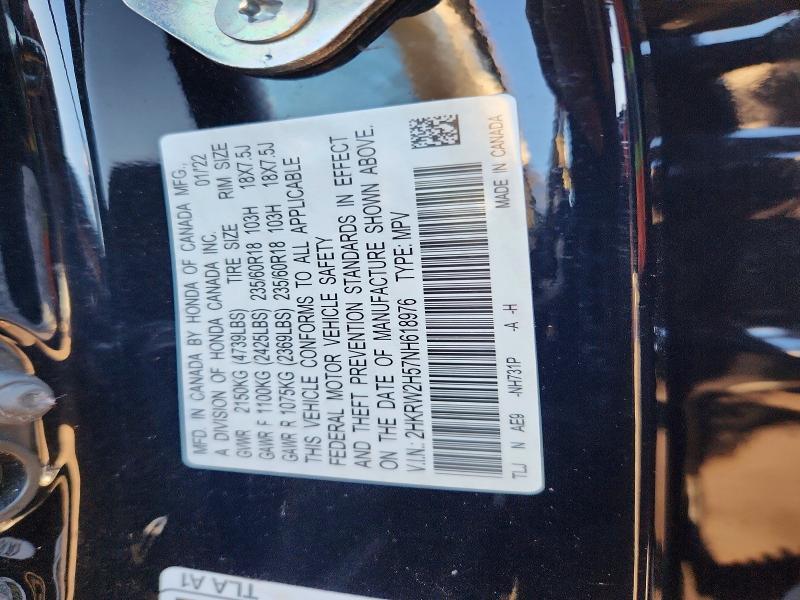 MFD. IN CANADA BY HONDA OF CANADA MFG.,
A DIVISION OF HONDA CANADA INC. 01/22
GVWR 2150KG (4739LBS) TIRE SIZE RIM SIZE
GAWR F 1100KG (2425LBS) 235/60R18 103H 18X7.5J
GAWR R 1075KG (2369LBS) 235/60R18 103H 18X7.5J
THIS VEHICLE CONFORMS TO ALL APPLICABLE
FEDERAL MOTOR VEHICLE SAFETY
AND THEFT PREVENTION STANDARDS IN EFFECT
ON THE DATE OF MANUFACTURE SHOWN ABOVE.
V.I.N.: 2HKRW2H57NH618976 TYPE: MPV
TLJ N AE9 -NH731P -A -H MADE IN CANADA
TLA A1